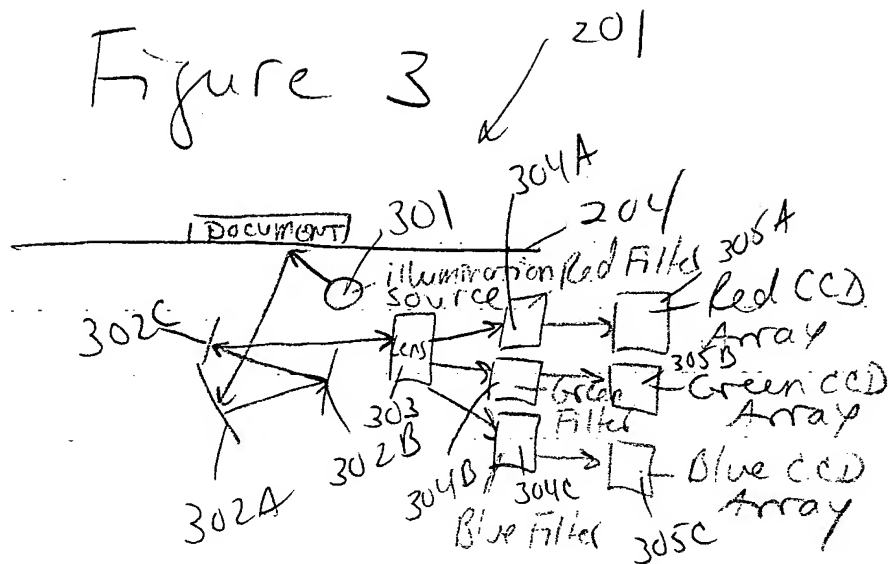 Figure 3
201
304A
204
305A
DOCUMENT
301
illumination
source
Red Filter
Red CCD
Array
302C
Lens
303
302B
302A
305B
Green CCD
Array
Green
Filter
304B
304C
Blue Filter
Blue CCD
Array
305C